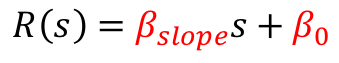 R(s) = β_slope s + β_0